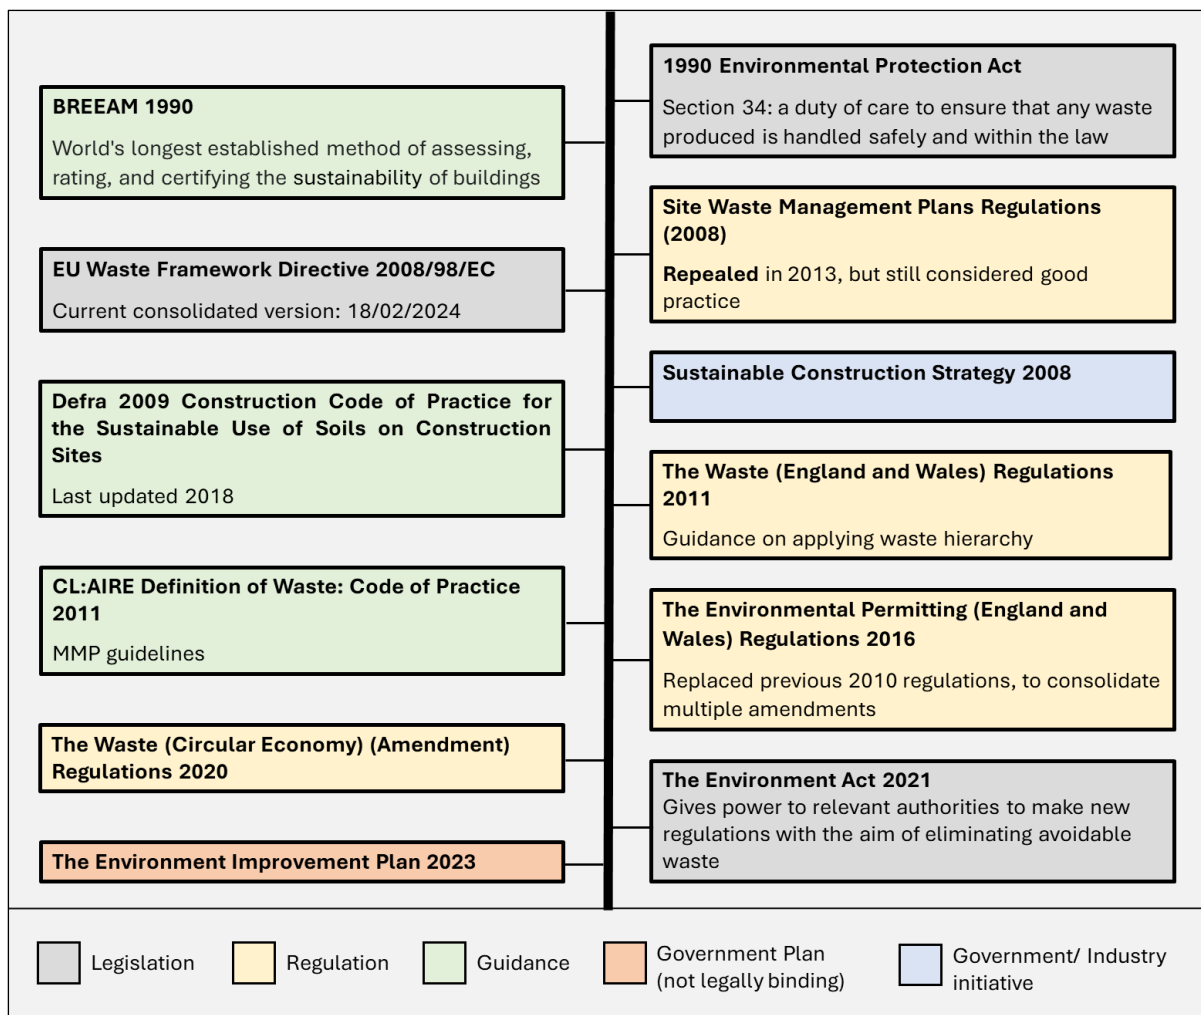 BREEAM 1990
World's longest established method of assessing,
rating, and certifying the sustainability of buildings
EU Waste Framework Directive 2008/98/EC
Current consolidated version: 18/02/2024
Defra 2009 Construction Code of Practice for
the Sustainable Use of Soils on Construction
Sites
Last updated 2018
CL:AIRE Definition of Waste: Code of Practice
2011
MMP guidelines
The Waste (Circular Economy) (Amendment)
Regulations 2020
The Environment Improvement Plan 2023
1990 Environmental Protection Act
Section 34: a duty of care to ensure that any waste
produced is handled safely and within the law
Site Waste Management Plans Regulations
(2008)
Repealed in 2013, but still considered good
practice
Sustainable Construction Strategy 2008
The Waste (England and Wales) Regulations
2011
Guidance on applying waste hierarchy
The Environmental Permitting (England and
Wales) Regulations 2016
Replaced previous 2010 regulations, to consolidate
multiple amendments
The Environment Act 2021
Gives power to relevant authorities to make new
regulations with the aim of eliminating avoidable
waste
Legislation
Regulation
Guidance
Government Plan
(not legally binding)
Government/ Industry
initiative